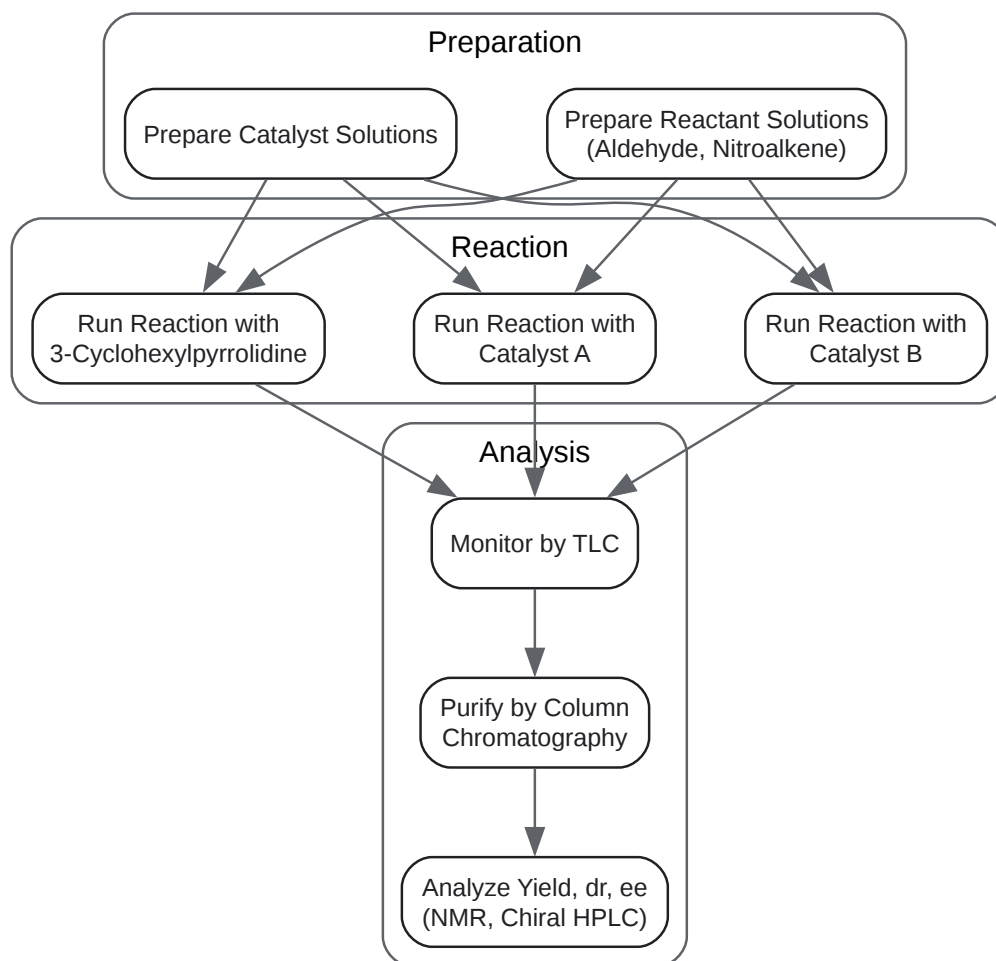 Preparation
Prepare Catalyst Solutions
Prepare Reactant Solutions
(Aldehyde, Nitroalkene)
Reaction
Run Reaction with
3-Cyclohexylpyrrolidine
Run Reaction with
Catalyst A
Run Reaction with
Catalyst B
Analysis
Monitor by TLC
Purify by Column
Chromatography
Analyze Yield, dr, ee
(NMR, Chiral HPLC)